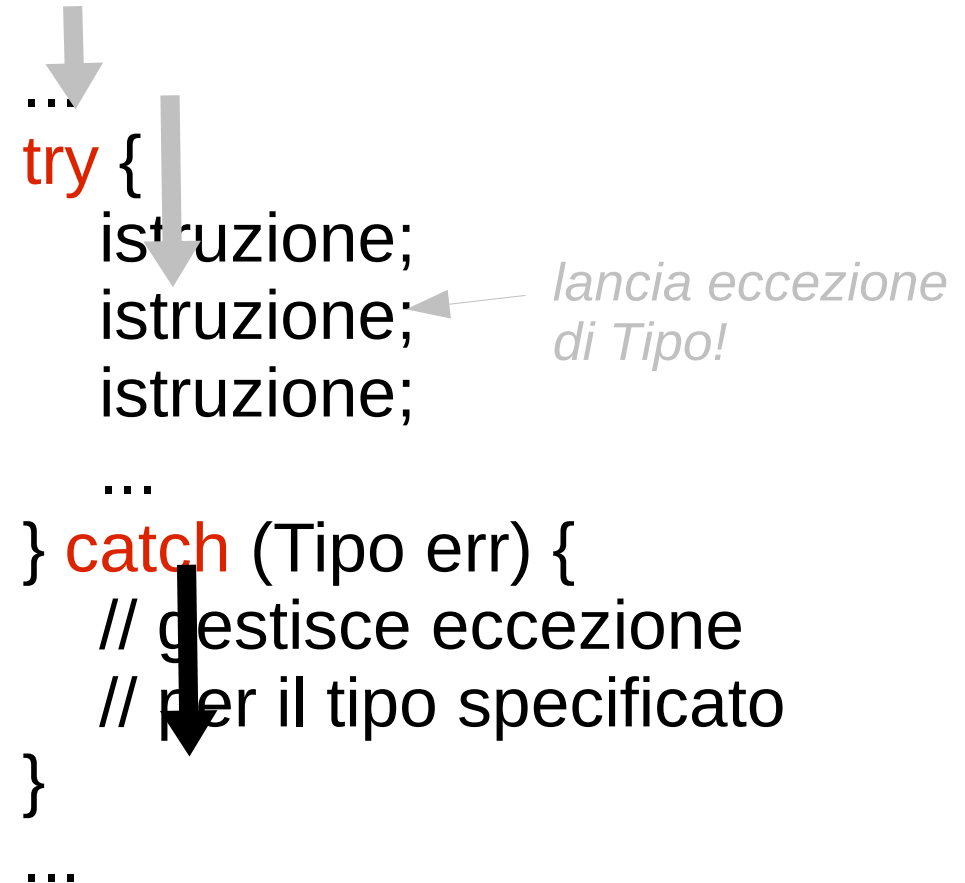 ...
try {
istruzione;
istruzione;
lancia eccezione
di Tipo!
istruzione;
...
} catch (Tipo err) {
// gestisce eccezione
// per il tipo specificato
}
...